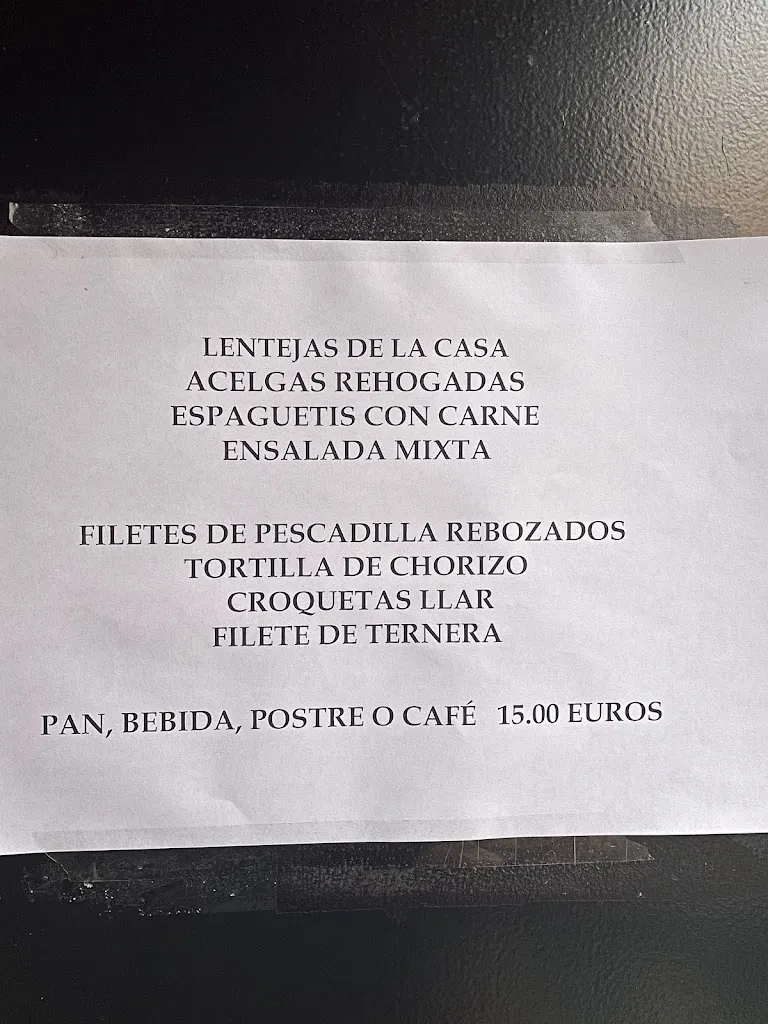 LENTEJAS DE LA CASA
ACELGAS REHOGADAS
ESPAGUETIS CON CARNE
ENSALADA MIXTA
FILETES DE PESCADILLA REBOZADOS
TORTILLA DE CHORIZO
CROQUETAS LLAR
FILETE DE TERNERA
PAN, BEBIDA, POSTRE O CAFÉ 15.00 EUROS